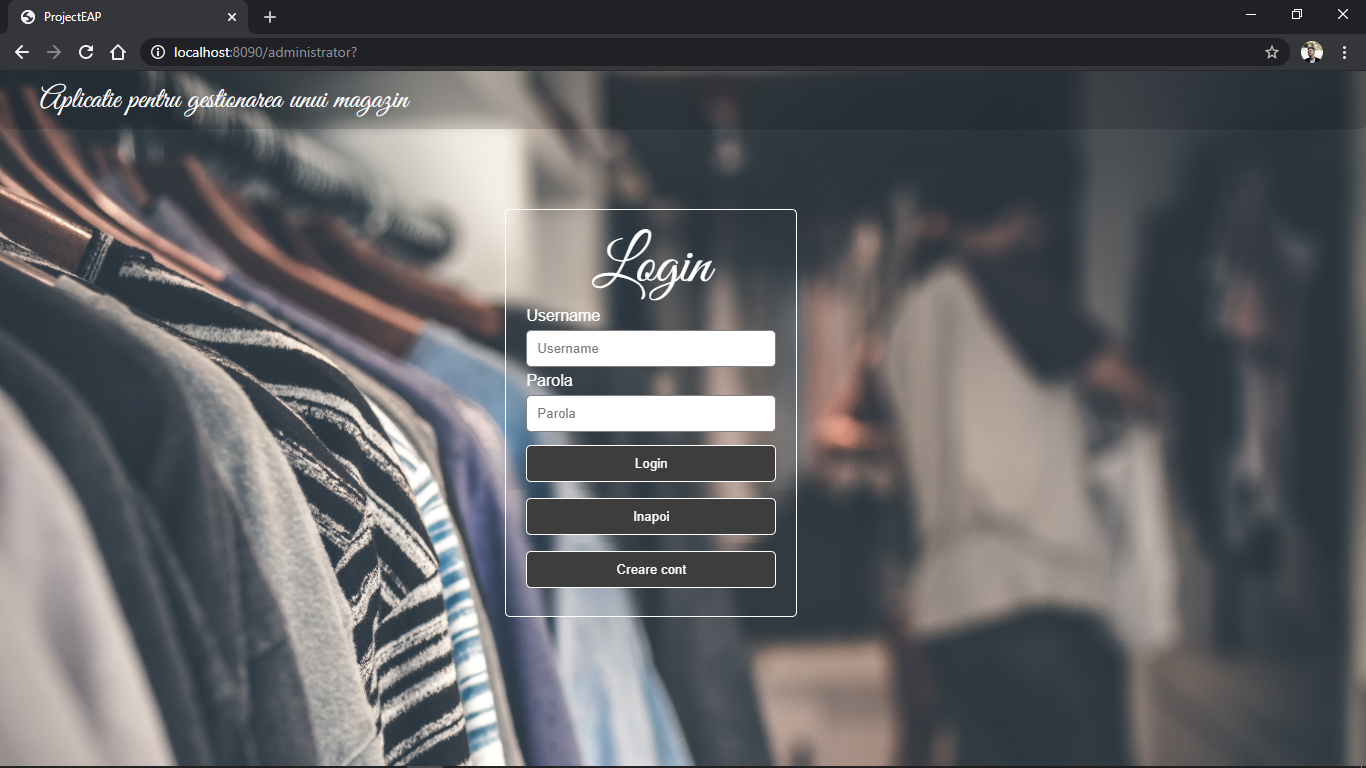 ProjectEAP
localhost:8090/administrator?
Aplicatie pentru gestionarea unui magazin
Login
Username
Username
Parola
Parola
Login
Inapoi
Creare cont